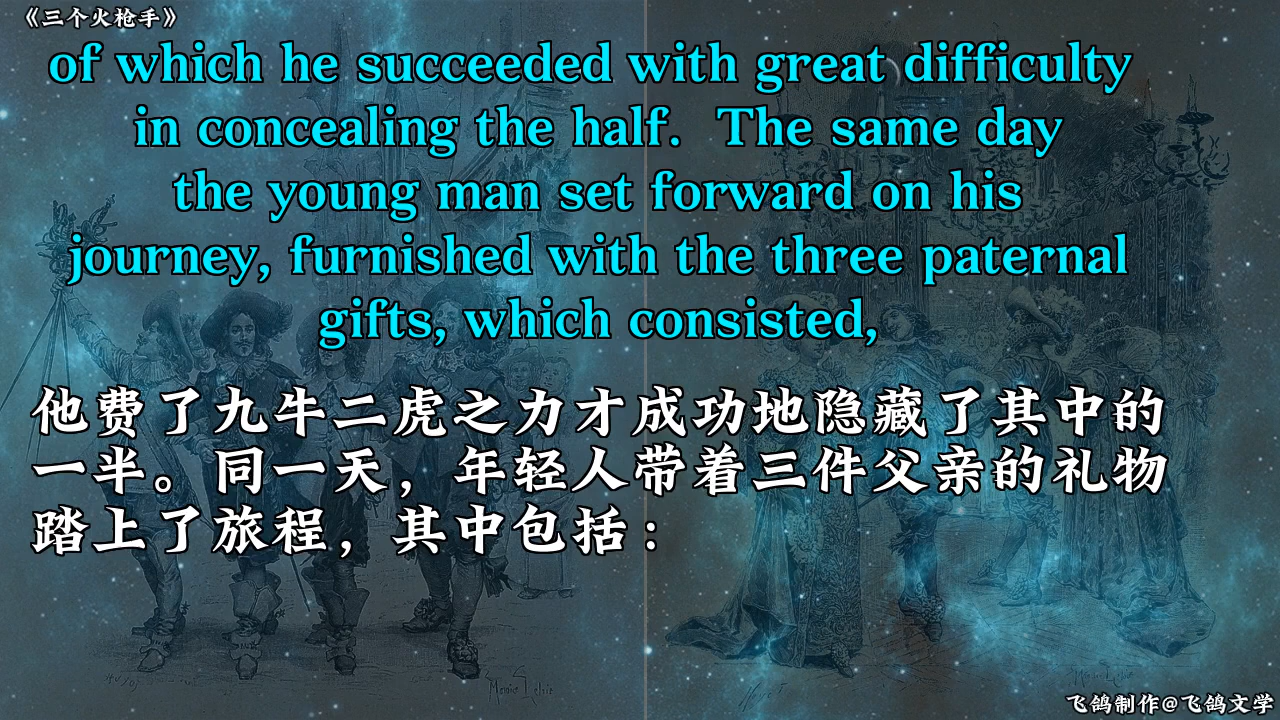 《三个火枪手》
of which he succeeded with great difficulty
in concealing the half.  The same day
the young man set forward on his
journey, furnished with the three paternal
gifts, which consisted,
他费了九牛二虎之力才成功地隐藏了其中的
一半。同一天，年轻人带着三件父亲的礼物
踏上了旅程，其中包括：
飞鸽制作@飞鸽文学